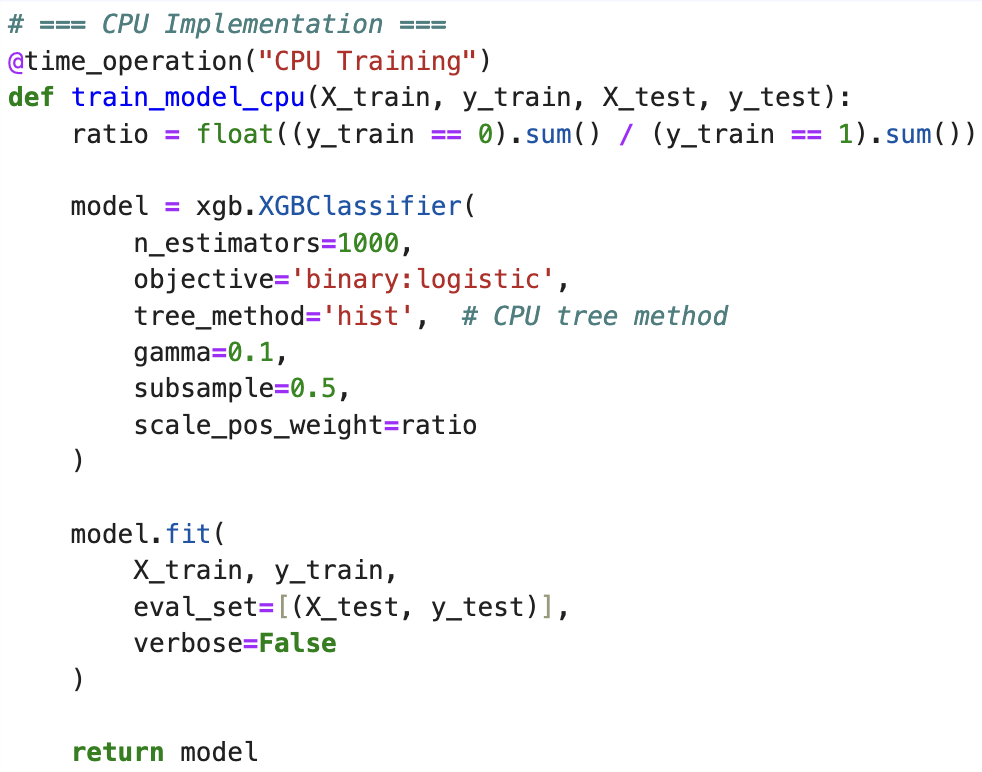 # === CPU Implementation ===
@time_operation("CPU Training")
def train_model_cpu(X_train, y_train, X_test, y_test):
    ratio = float((y_train == 0).sum() / (y_train == 1).sum())

    model = xgb.XGBClassifier(
        n_estimators=1000,
        objective='binary:logistic',
        tree_method='hist',  # CPU tree method
        gamma=0.1,
        subsample=0.5,
        scale_pos_weight=ratio
    )

    model.fit(
        X_train, y_train,
        eval_set=[(X_test, y_test)],
        verbose=False
    )

    return model